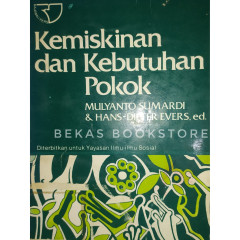 Kemiskinan
dan Kebutuhan
Pokok
MULYANTO SUMARDI
& HANS-DIETER EVERS, ed.
BEKAS BOOKSTORE
Diterbitkan untuk Yayasan Ilmu-ilmu Sosial